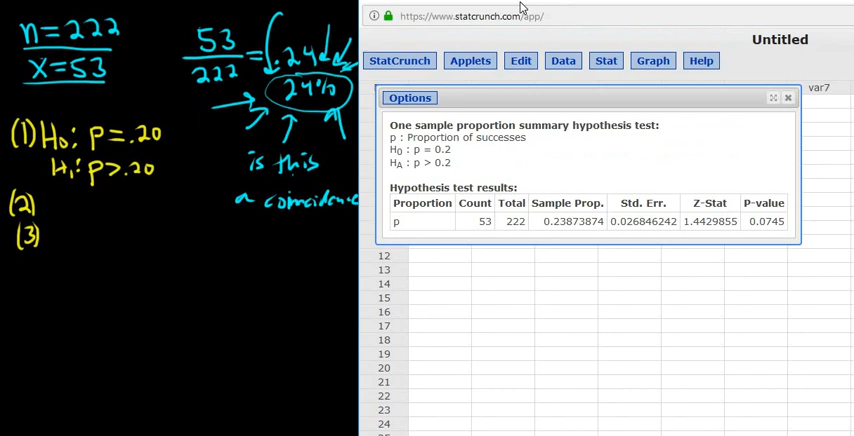 n = 222
x = 53
53
222
= .24
24%
is this
a coincidence
(1) H0: p = .20
H1: p > .20
(2)
(3)
https://www.statcrunch.com/app/
Untitled
StatCrunch Applets Edit Data Stat Graph Help
var7
Options
One sample proportion summary hypothesis test:
p : Proportion of successes
H0 : p = 0.2
HA : p > 0.2
Hypothesis test results:
Proportion Count Total Sample Prop. Std. Err. Z-Stat P-value
p 53 222 0.23873874 0.026846242 1.4429855 0.0745
12
13
14
15
16
17
18
19
20
21
22
23
24
25